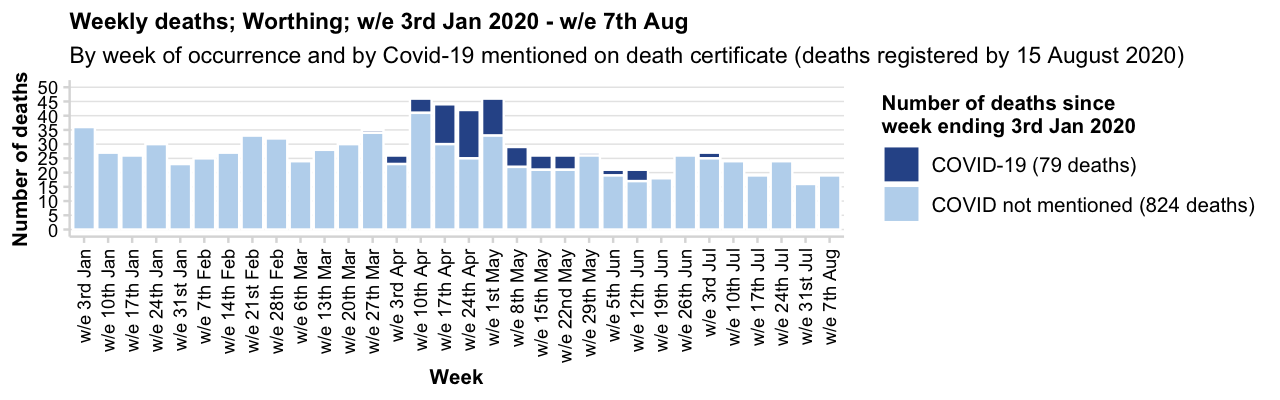 Weekly deaths; Worthing; w/e 3rd Jan 2020 - w/e 7th Aug
By week of occurrence and by Covid-19 mentioned on death certificate (deaths registered by 15 August 2020)
Number of deaths
50
45
40
35
30
25
20
15
10
5
0
w/e 3rd Jan
w/e 10th Jan
w/e 17th Jan
w/e 24th Jan
w/e 31st Jan
w/e 7th Feb
w/e 14th Feb
w/e 21st Feb
w/e 28th Feb
w/e 6th Mar
w/e 13th Mar
w/e 20th Mar
w/e 27th Mar
w/e 3rd Apr
w/e 10th Apr
w/e 17th Apr
w/e 24th Apr
w/e 1st May
w/e 8th May
w/e 15th May
w/e 22nd May
w/e 29th May
w/e 5th Jun
w/e 12th Jun
w/e 19th Jun
w/e 26th Jun
w/e 3rd Jul
w/e 10th Jul
w/e 17th Jul
w/e 24th Jul
w/e 31st Jul
w/e 7th Aug
Week
Number of deaths since
week ending 3rd Jan 2020
COVID-19 (79 deaths)
COVID not mentioned (824 deaths)